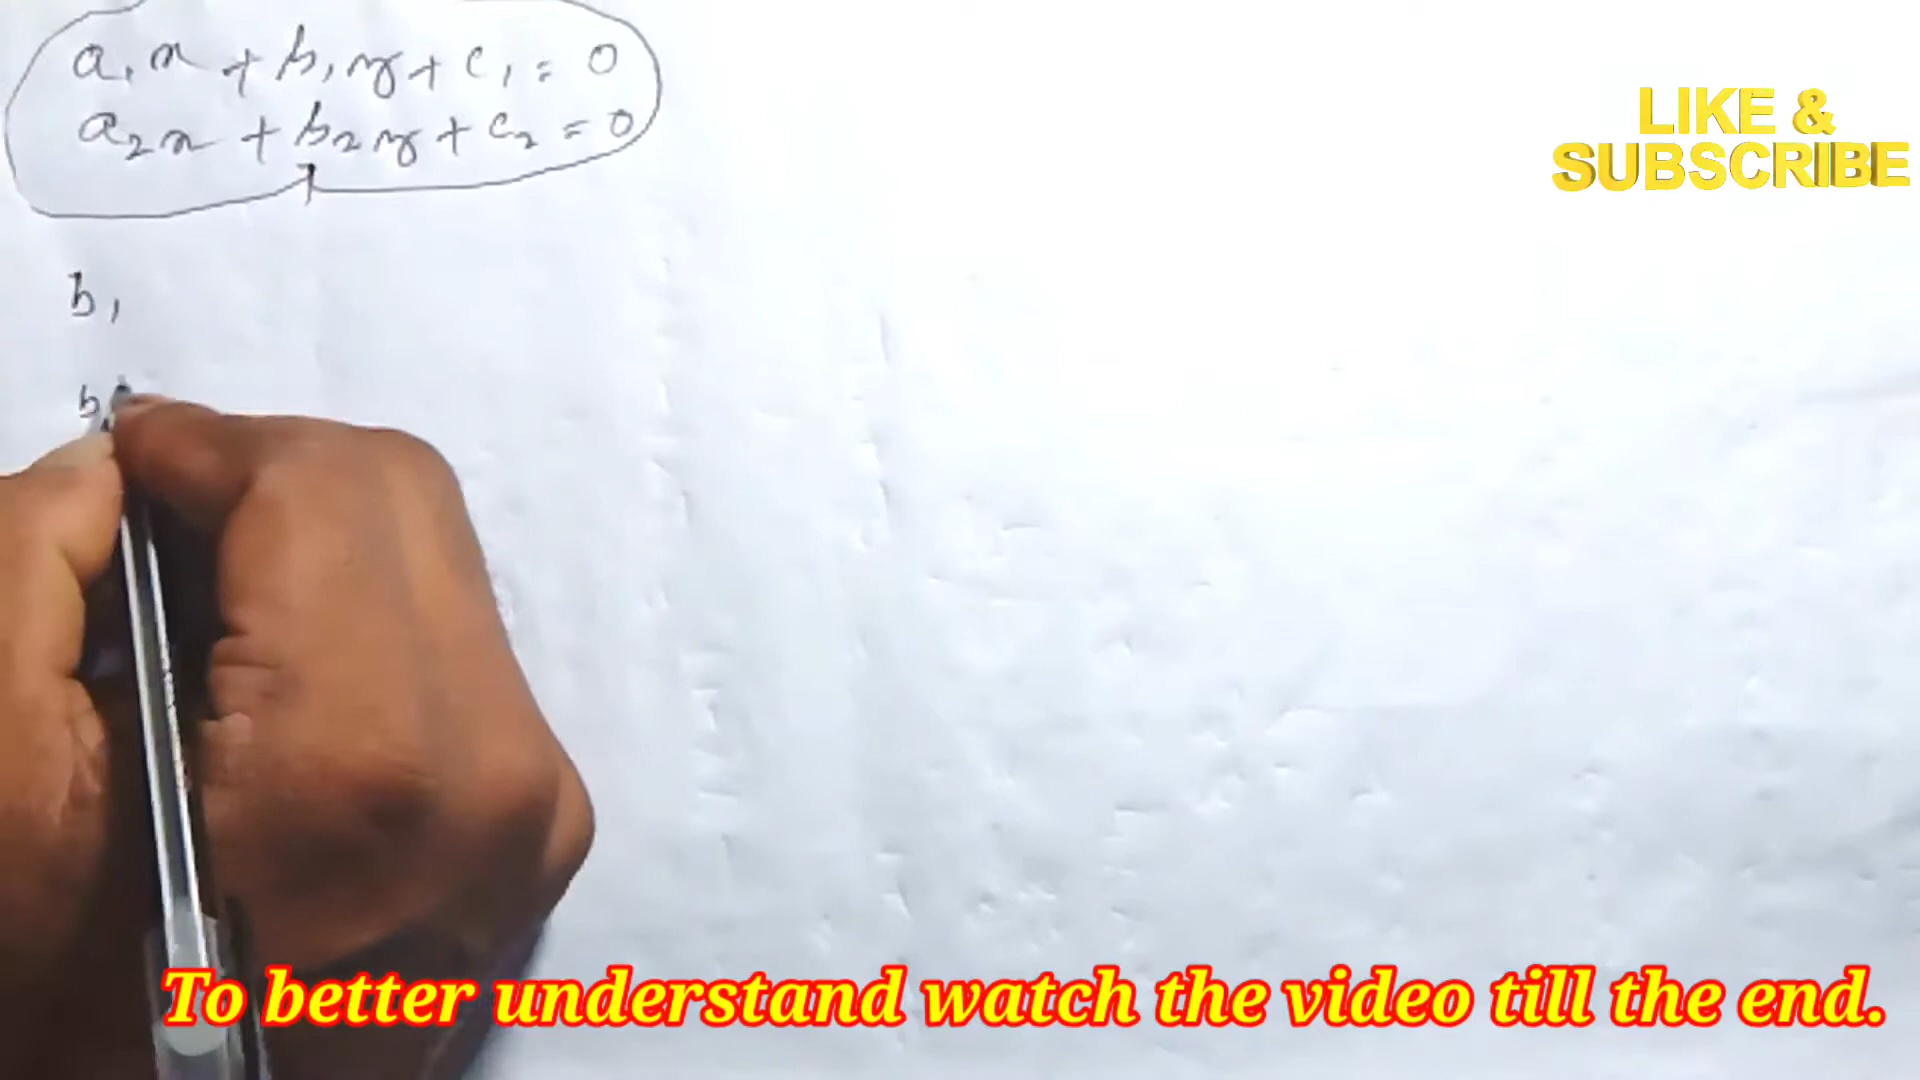 a₁x + b₁y + c₁ = 0
a₂x + b₂y + c₂ = 0
b₁
b
LIKE &
SUBSCRIBE
To better understand watch the video till the end.